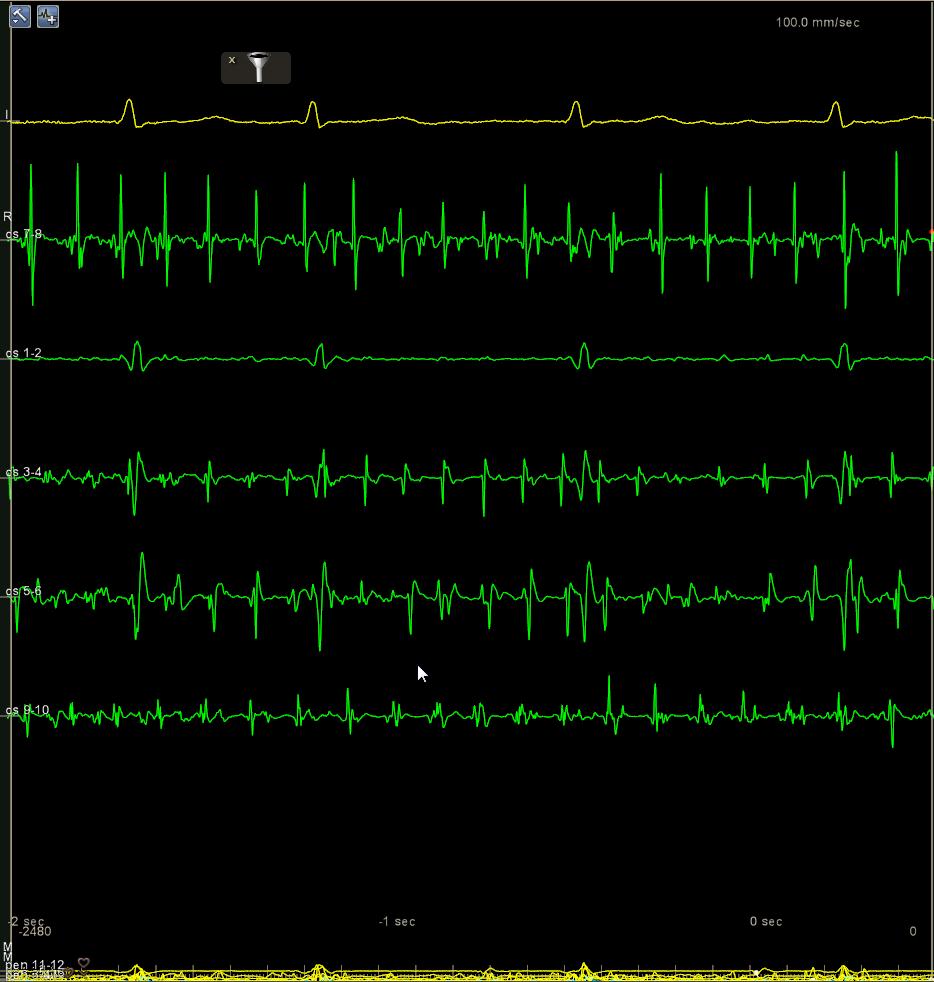 100.0 mm/sec
x
I
R
cs 7-8
cs 1-2
cs 3-4
cs 5-6
cs 9-10
-2 sec
-1 sec
0 sec
-2480
0
M
M
pen 11-12